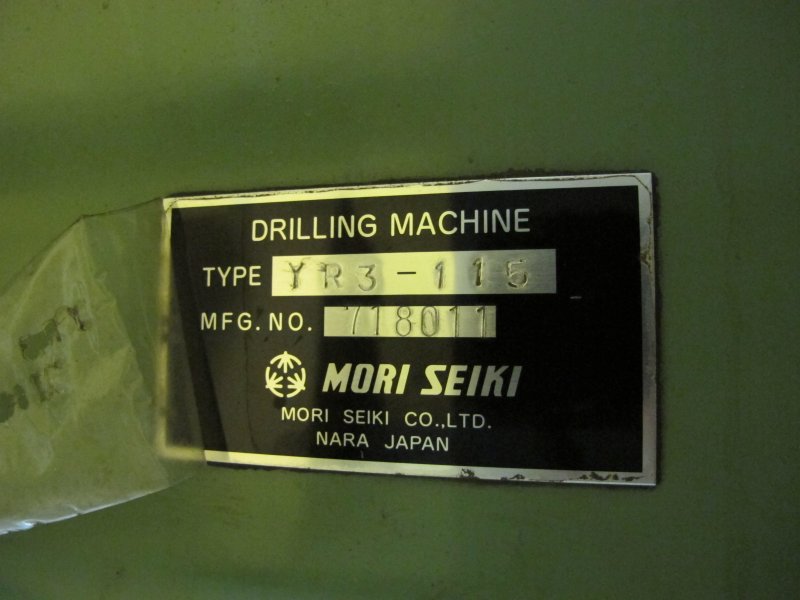 DRILLING MACHINE
TYPE YR3-115
MFG. NO. 718011
MORI SEIKI
MORI SEIKI CO.,LTD.
NARA JAPAN